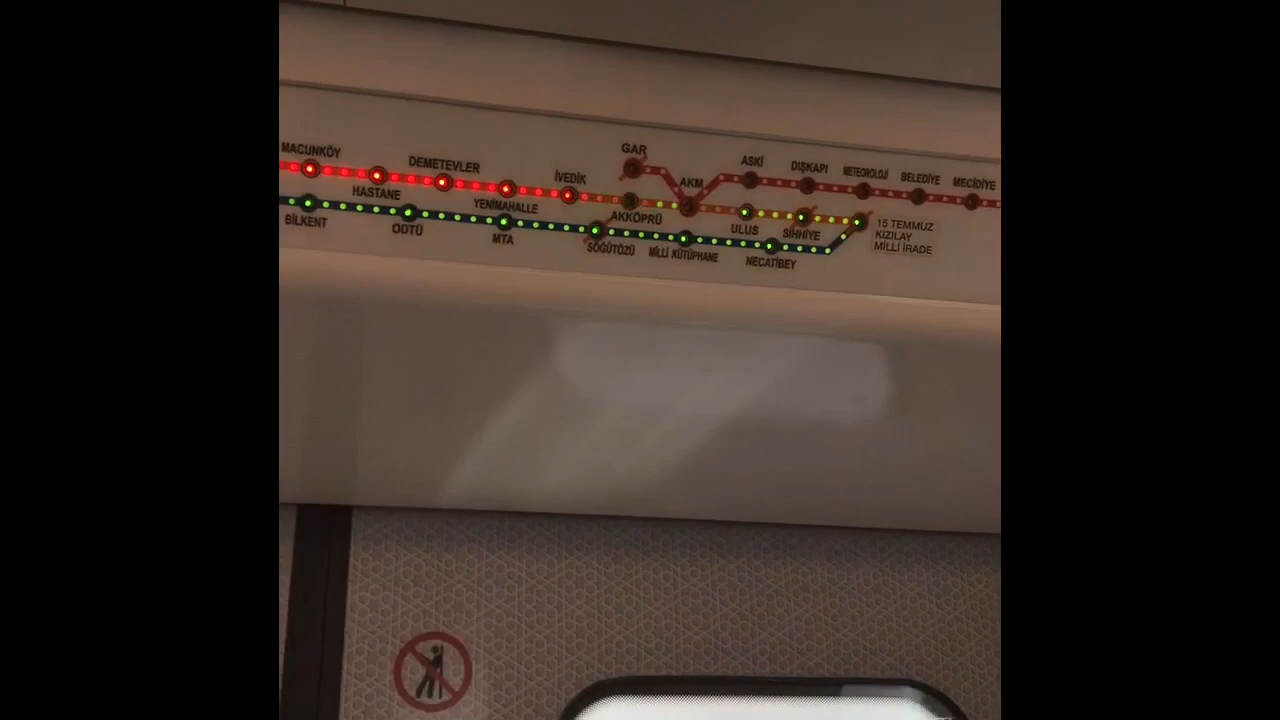 MACUNKÖY
HASTANE
DEMETEVLER
YENİMAHALLE
İVEDİK
AKKÖPRÜ
GAR
AKM
ULUS
SIHHİYE
15 TEMMUZ
KIZILAY
MİLLİ İRADE
ASKİ
DIŞKAPI
METEOROLOJİ
BELEDİYE
MECİDİYE
BİLKENT
ODTÜ
MTA
SÖĞÜTÖZÜ
MİLLİ KÜTÜPHANE
NECATİBEY